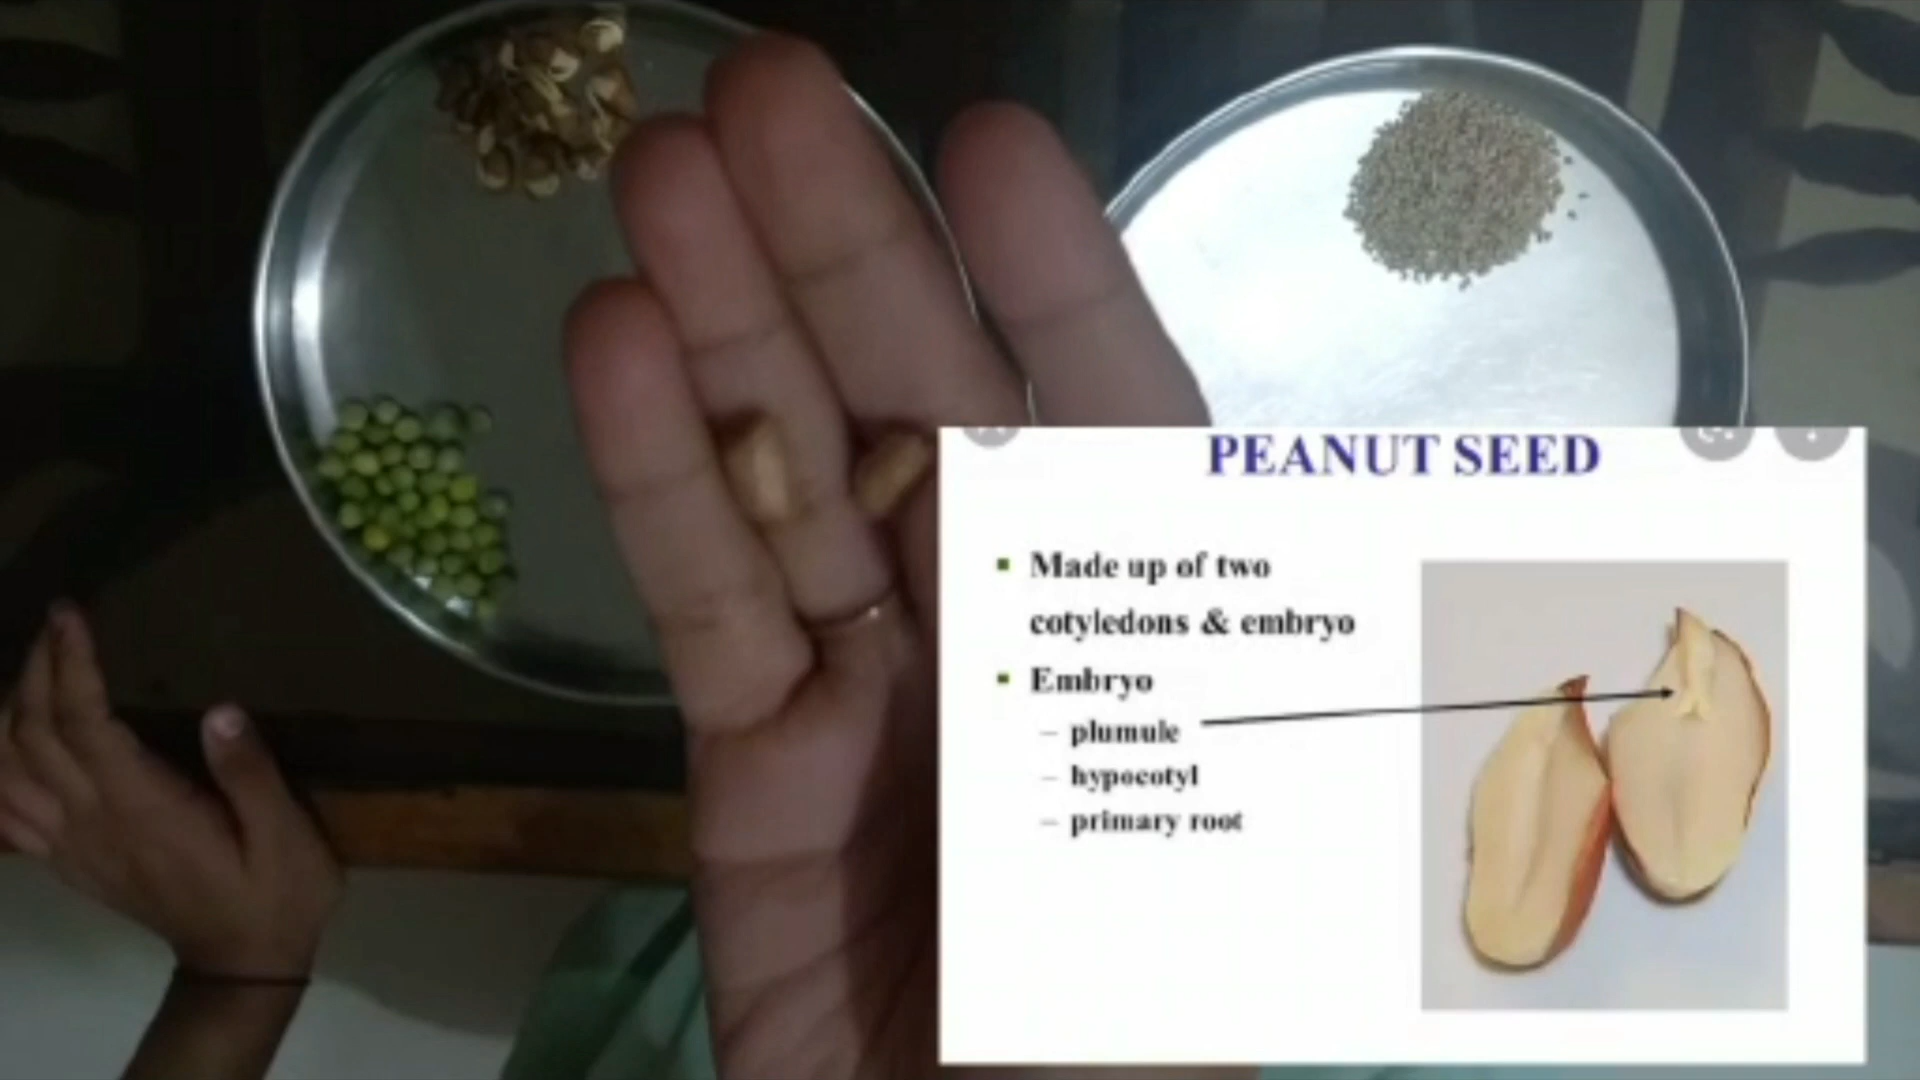 PEANUT SEED
▪ Made up of two
cotyledons & embryo
▪ Embryo
– plumule
– hypocotyl
– primary root